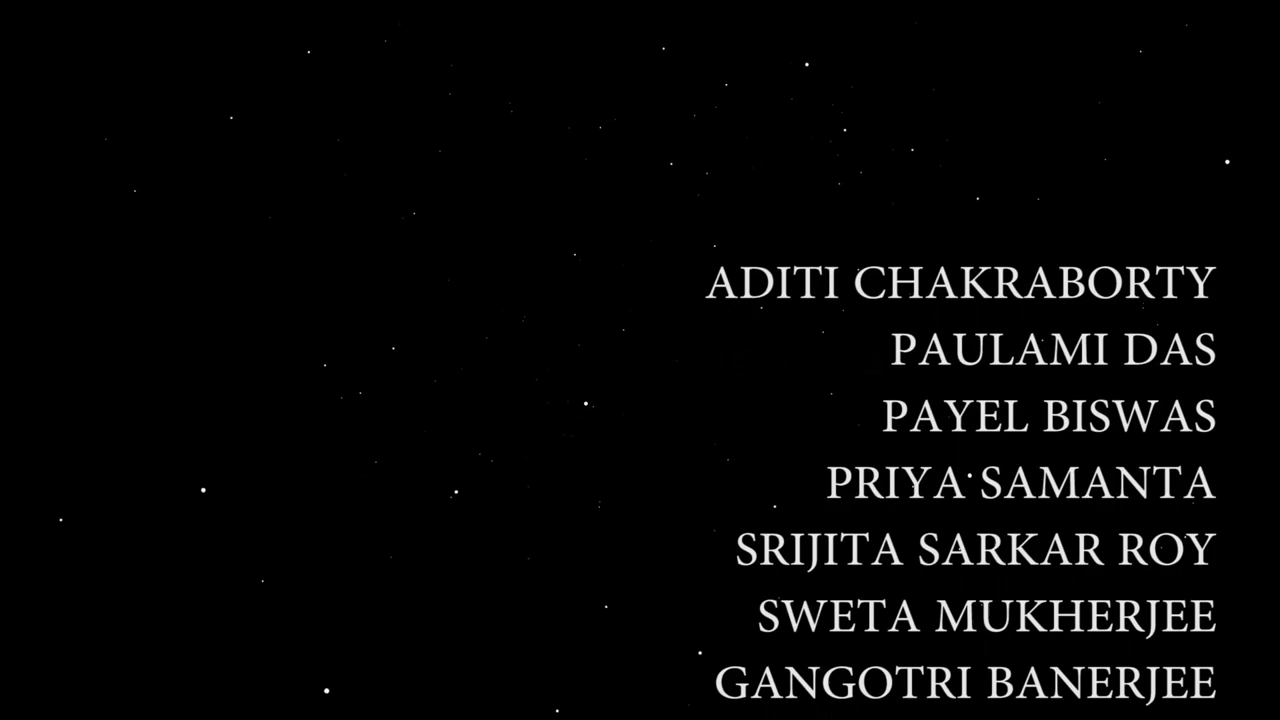 ADITI CHAKRABORTY
PAULAMI DAS
PAYEL BISWAS
PRIYA SAMANTA
SRIJITA SARKAR ROY
SWETA MUKHERJEE
GANGOTRI BANERJEE